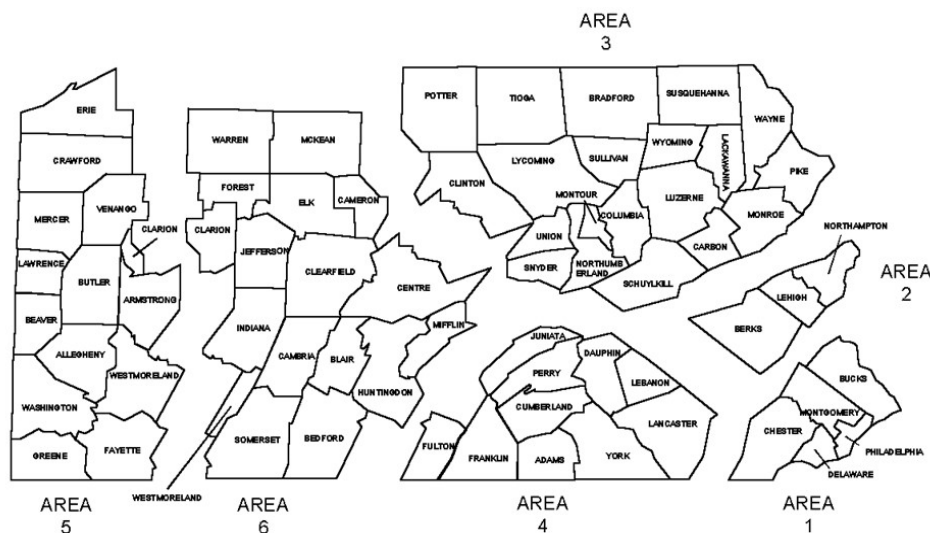 AREA
3
POTTER
TIOGA
BRADFORD
SUSQUEHANNA
WAYNE
WYOMING
LACKAWANNA
SULLIVAN
LYCOMING
CLINTON
PIKE
MONTOUR
COLUMBIA
LUZERNE
MONROE
UNION
CARBON
SNYDER
NORTHUMB
ERLAND
SCHUYLKILL
ERIE
CRAWFORD
MERCER
VENANGO
CLARION
LAWRENCE
BUTLER
ARMSTRONG
BEAVER
ALLEGHENY
WESTMORELAND
WASHINGTON
GREENE
FAYETTE
AREA
5
WARREN
MCKEAN
FOREST
ELK
CAMERON
CLARION
JEFFERSON
CLEARFIELD
CENTRE
INDIANA
MIFFLIN
CAMBRIA
BLAIR
HUNTINGDON
SOMERSET
BEDFORD
WESTMORELAND
AREA
6
JUNIATA
PERRY
DAUPHIN
LEBANON
CUMBERLAND
LANCASTER
FULTON
FRANKLIN
ADAMS
YORK
AREA
4
NORTHAMPTON
LEHIGH
BERKS
AREA
2
BUCKS
MONTGOMERY
CHESTER
PHILADELPHIA
DELAWARE
AREA
1